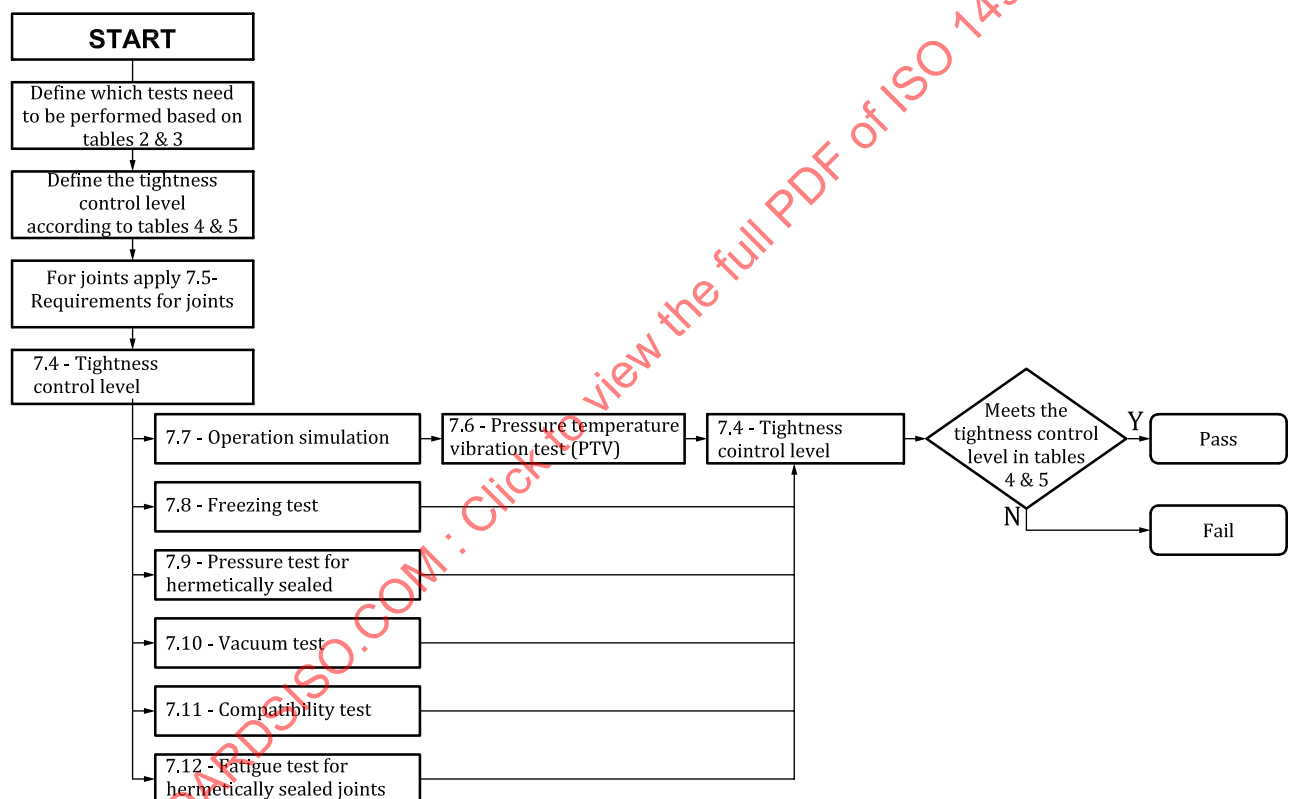 START
Define which tests need
to be performed based on
tables 2 & 3
Define the tightness
control level
according to tables 4 & 5
For joints apply 7.5-
Requirements for joints
7.4 - Tightness
control level
7.7 - Operation simulation
7.6 - Pressure temperature
vibration test (PTV)
7.4 - Tightness
cointrol level
Meets the
tightness control
level in tables
4 & 5
Y
Pass
N
Fail
7.8 - Freezing test
7.9 - Pressure test for
hermetically sealed
7.10 - Vacuum test
7.11 - Compatibility test
7.12 - Fatigue test for
hermetically sealed joints
ARDSISO.COM : Click to view the full PDF of ISO